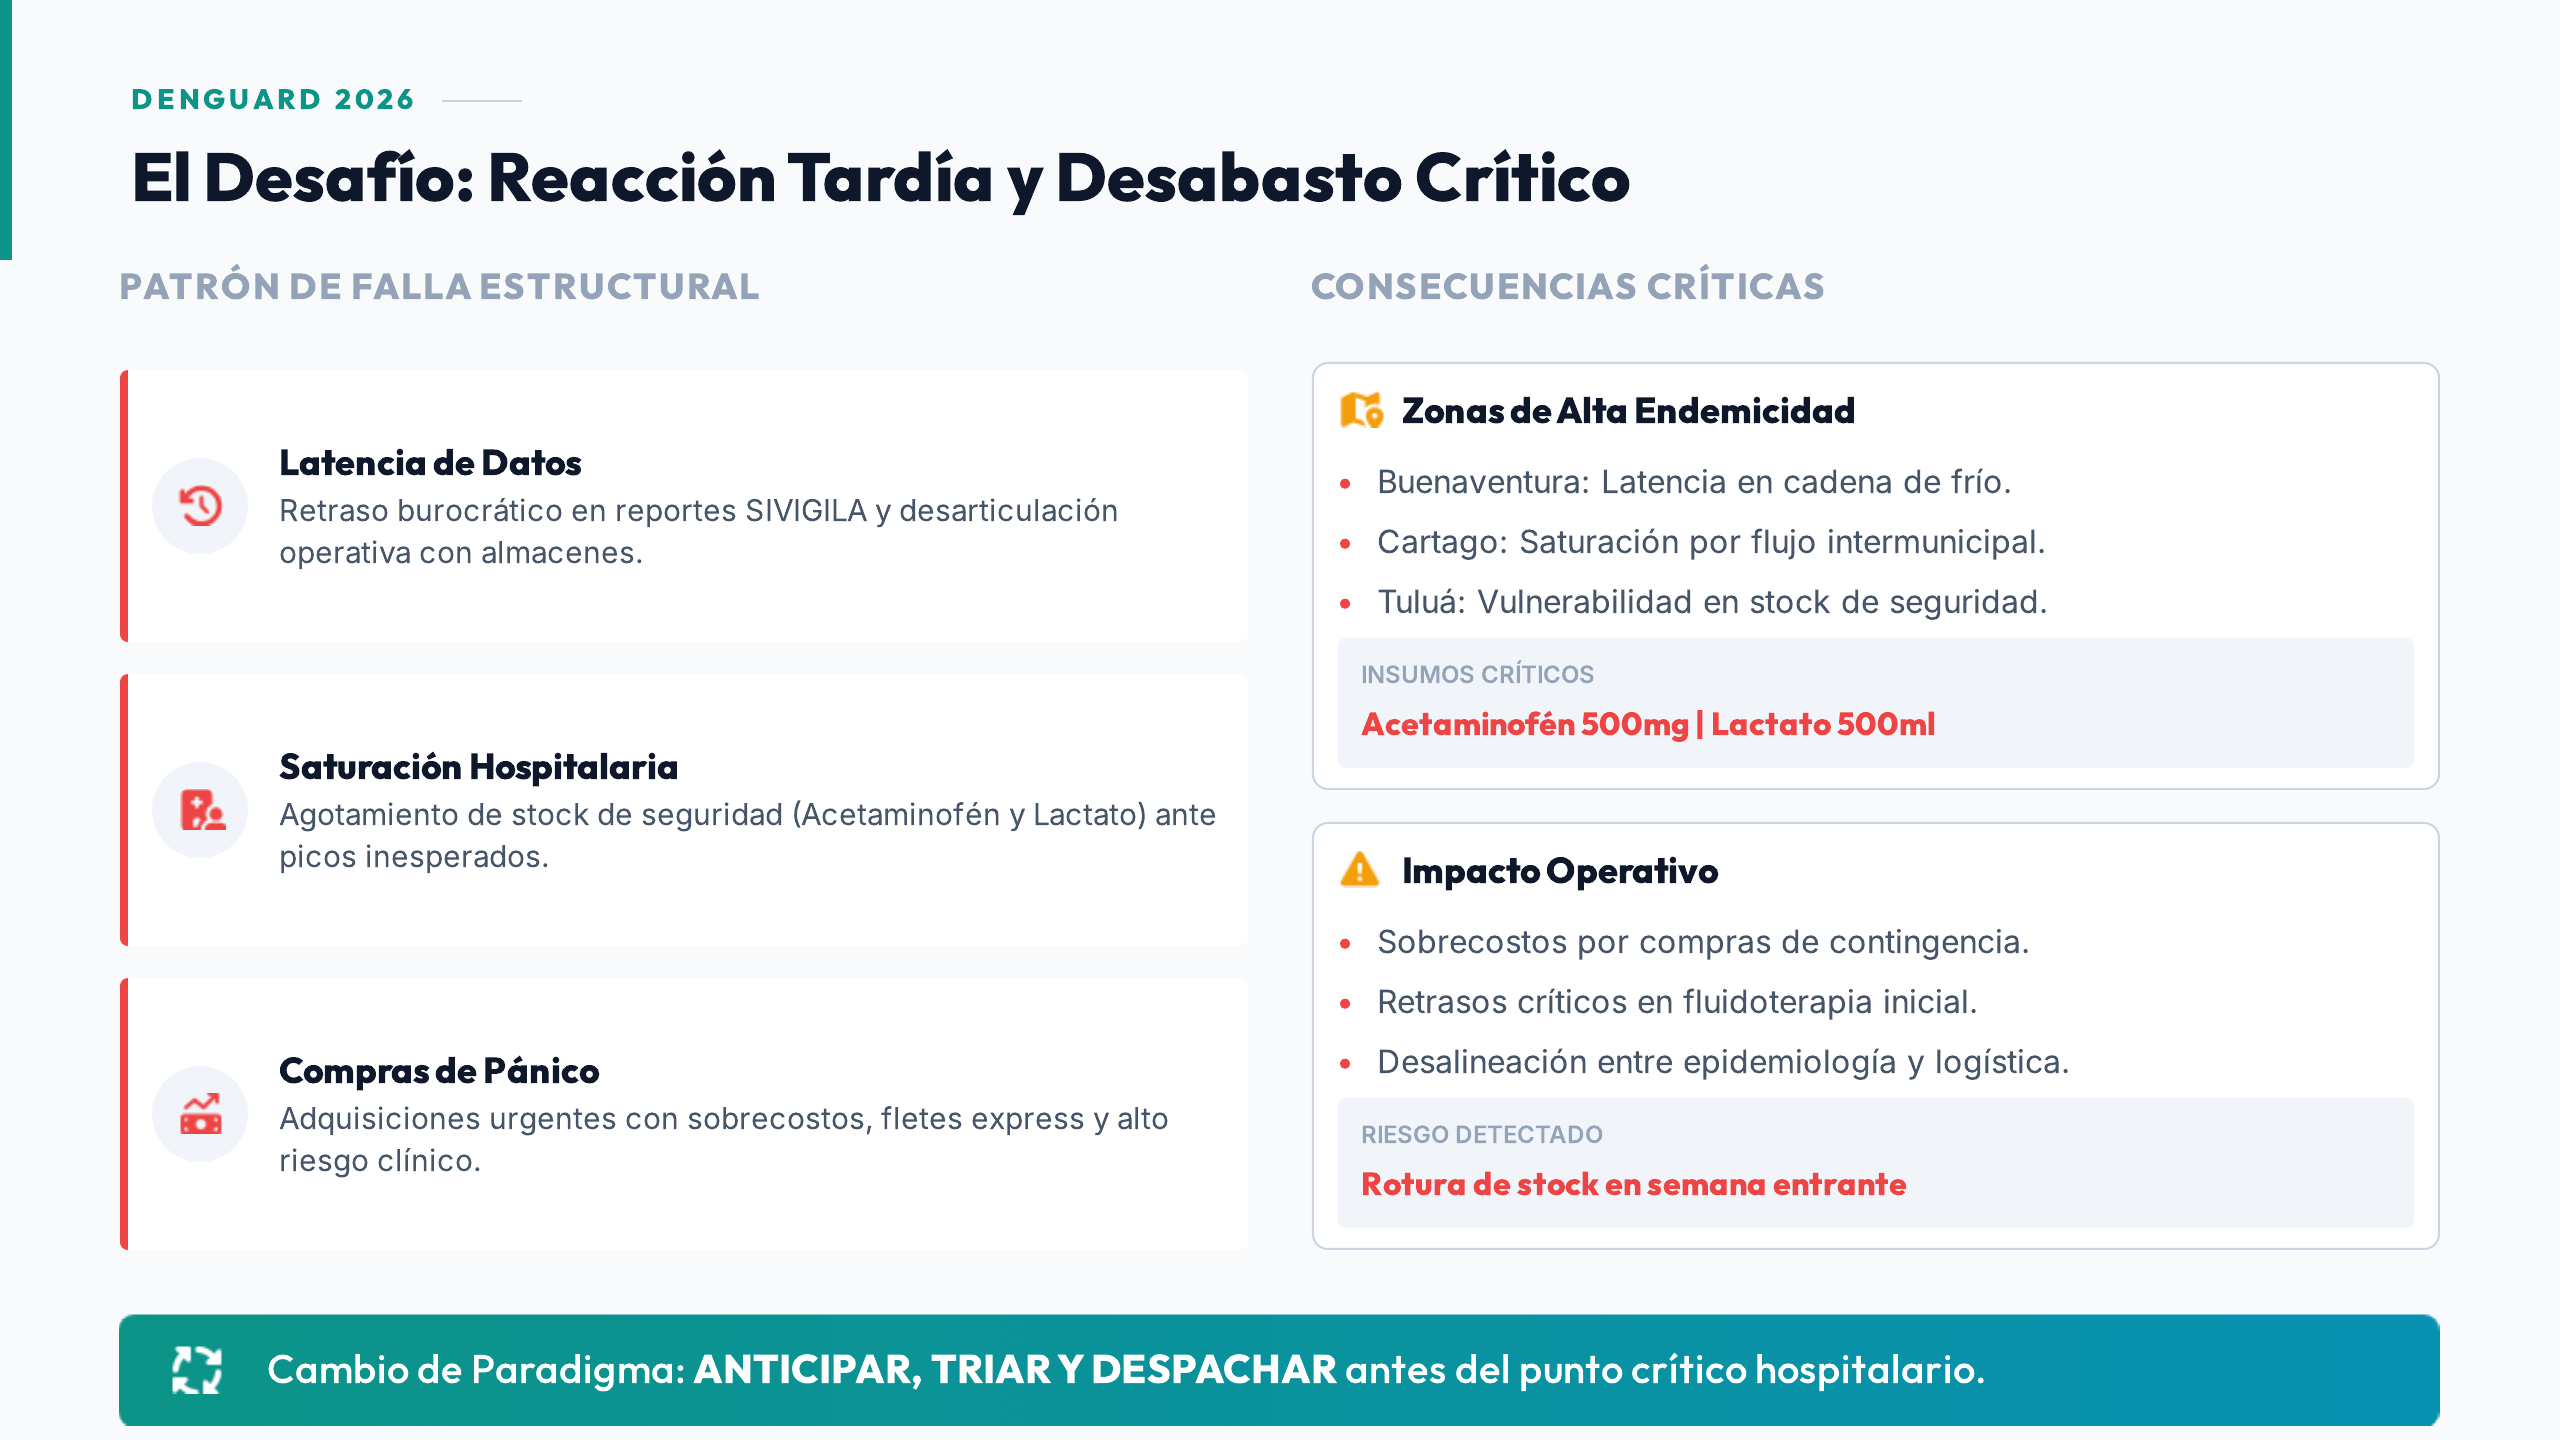 DENGUARD 2026
El Desafío: Reacción Tardía y Desabasto Crítico
PATRÓN DE FALLA ESTRUCTURAL
Latencia de Datos
Retraso burocrático en reportes SIVIGILA y desarticulación
operativa con almacenes.
Saturación Hospitalaria
Agotamiento de stock de seguridad (Acetaminofén y Lactato) ante
picos inesperados.
Compras de Pánico
Adquisiciones urgentes con sobrecostos, fletes express y alto
riesgo clínico.
CONSECUENCIAS CRÍTICAS
Zonas de Alta Endemicidad
• Buenaventura: Latencia en cadena de frío.
• Cartago: Saturación por flujo intermunicipal.
• Tuluá: Vulnerabilidad en stock de seguridad.
INSUMOS CRÍTICOS
Acetaminofén 500mg | Lactato 500ml
Impacto Operativo
• Sobrecostos por compras de contingencia.
• Retrasos críticos en fluidoterapia inicial.
• Desalineación entre epidemiología y logística.
RIESGO DETECTADO
Rotura de stock en semana entrante
Cambio de Paradigma: ANTICIPAR, TRIAR Y DESPACHAR antes del punto crítico hospitalario.